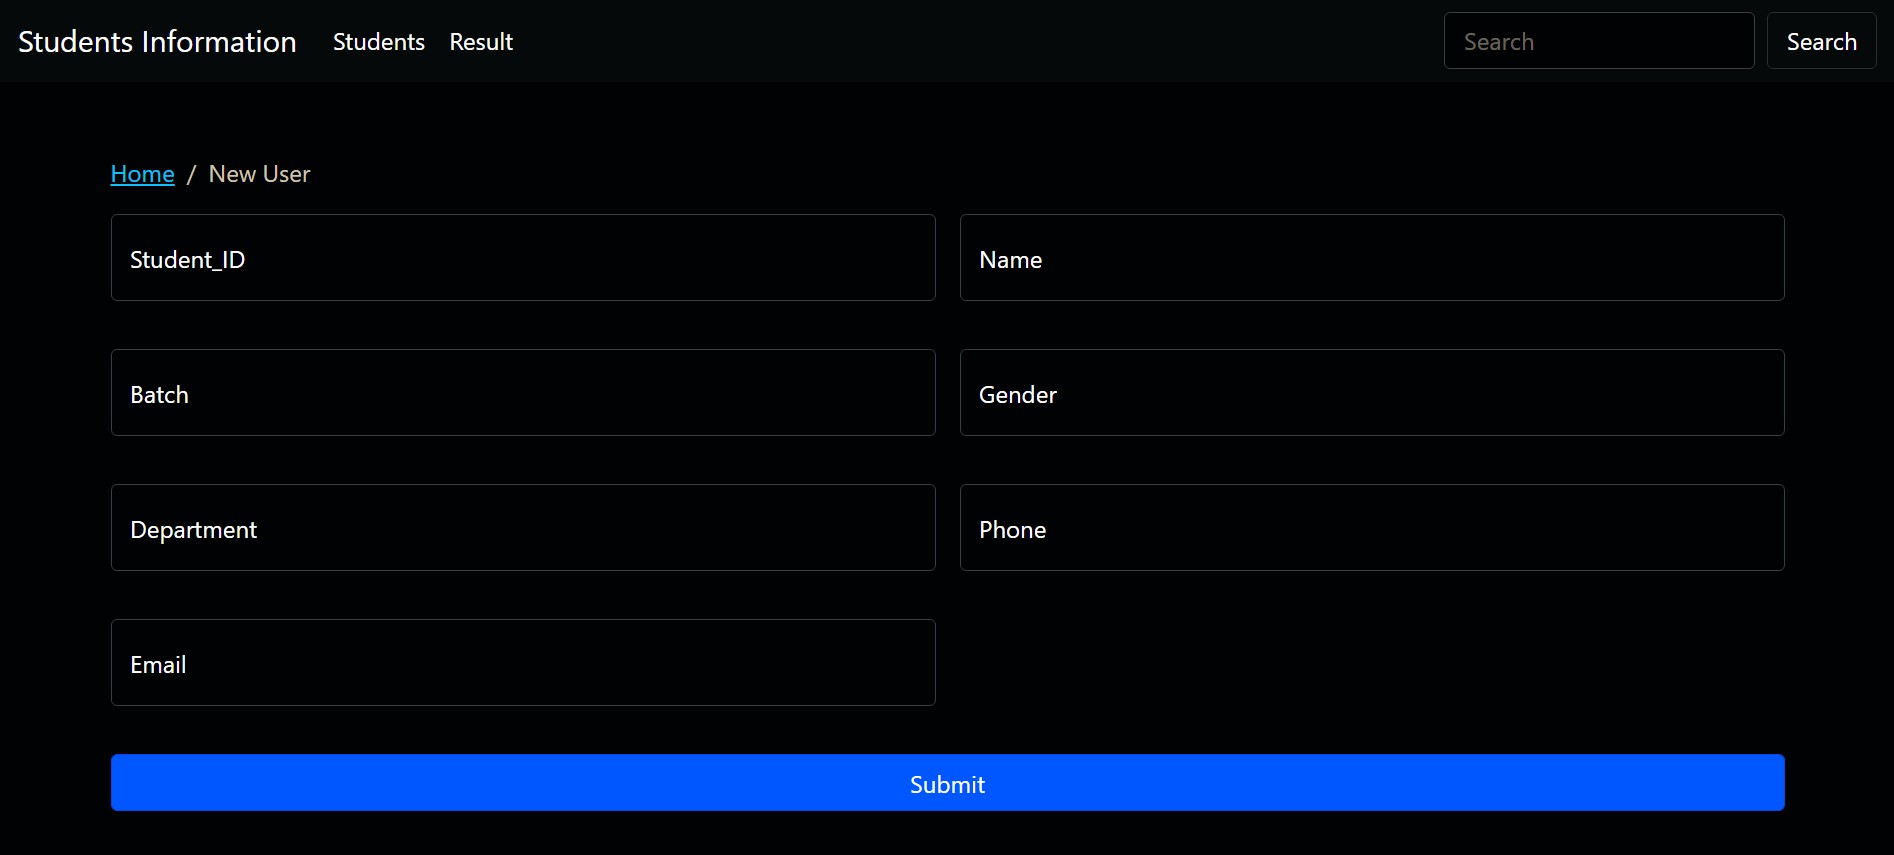 Students Information Students Result Search Search
Home / New User
Student_ID Name
Batch Gender
Department Phone
Email
Submit